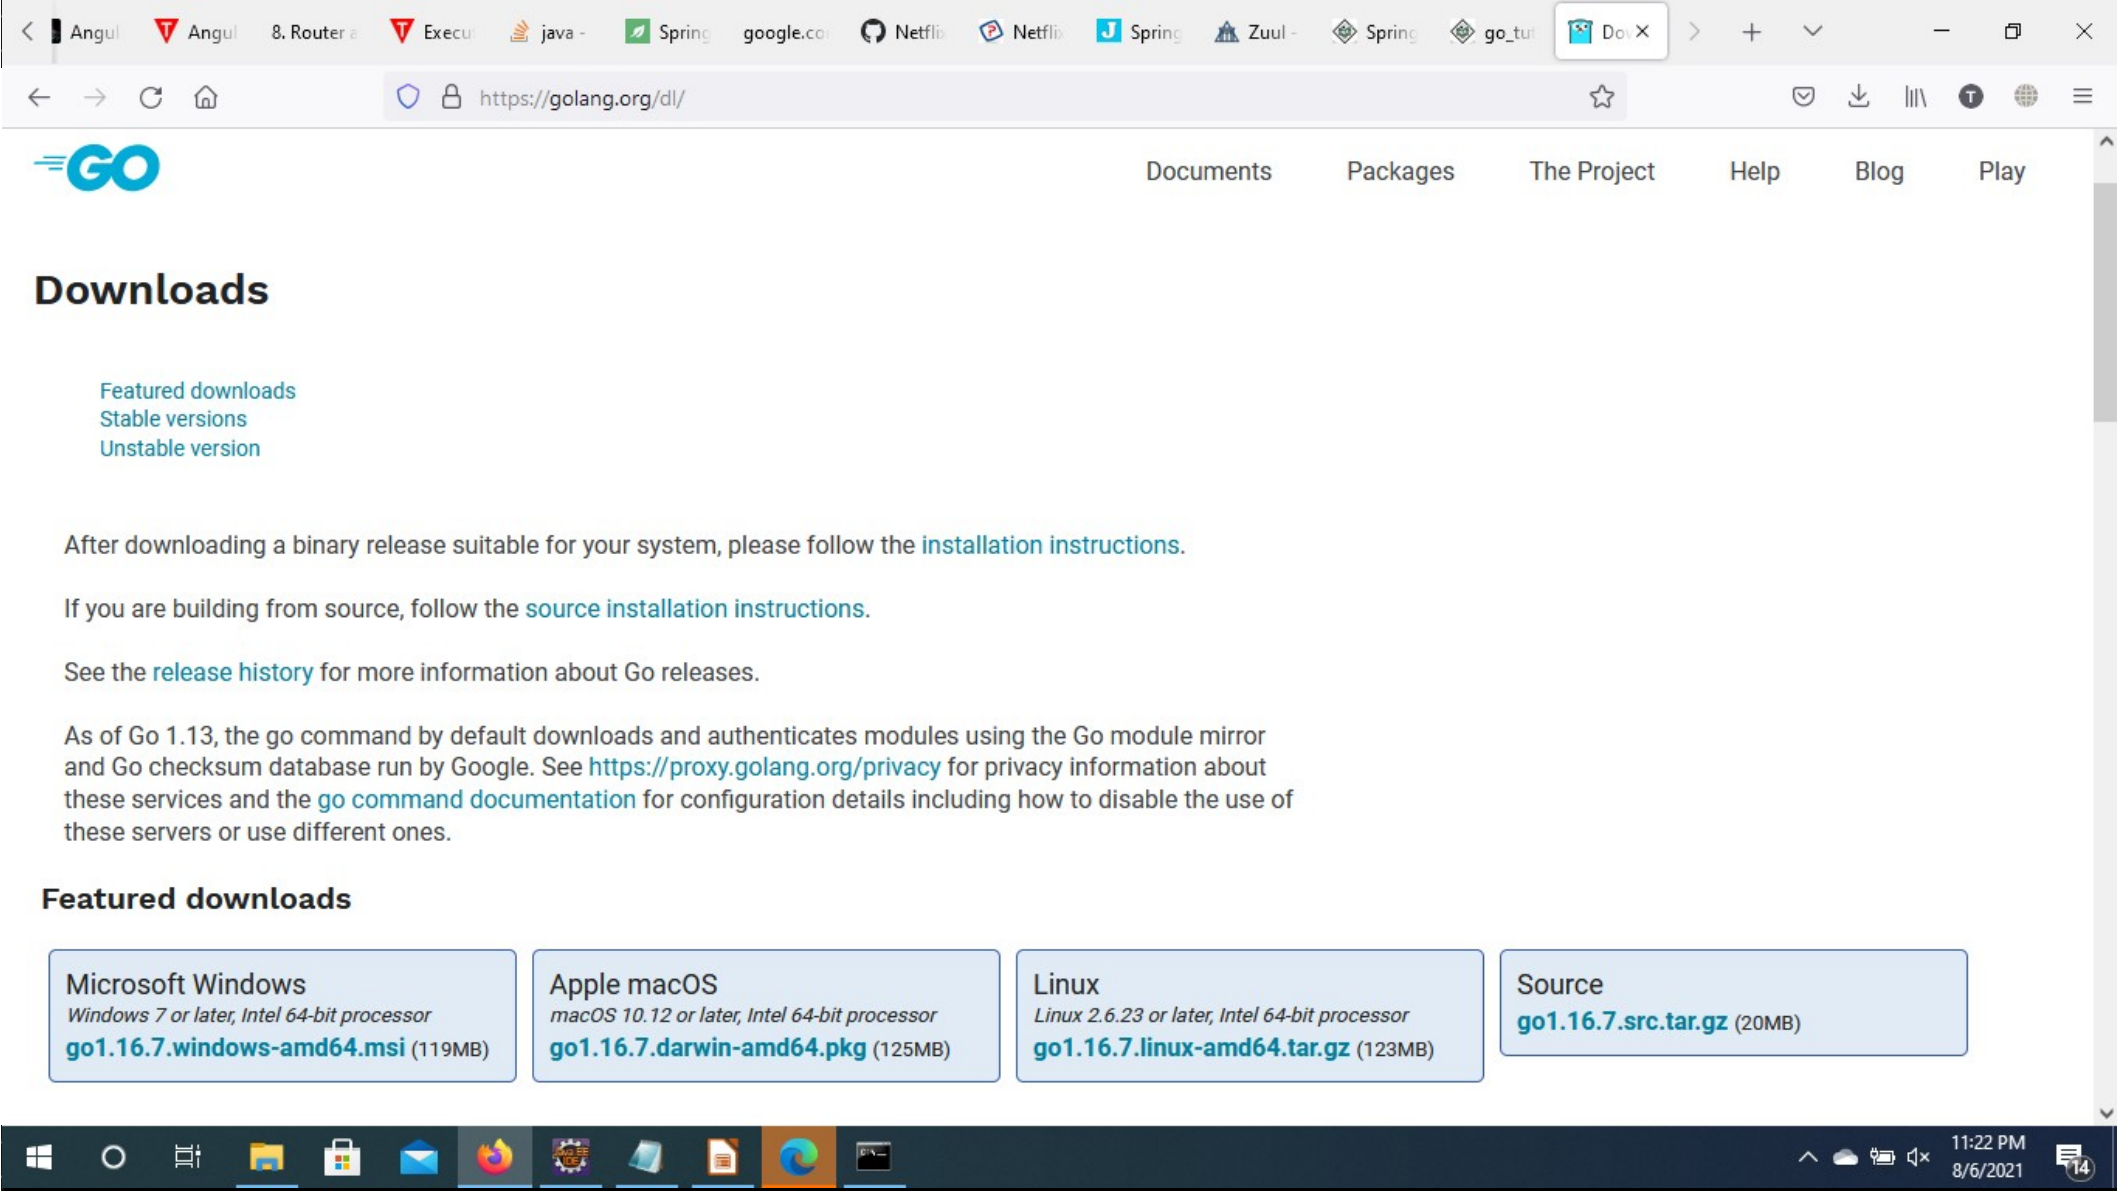 Angul
Angul
8. Router a
Execu
java -
Spring
google.co
Netfli
Netfli
Spring
Zuul -
Spring
go_tut
Do
https://golang.org/dl/
GO
Documents
Packages
The Project
Help
Blog
Play
Downloads
Featured downloads
Stable versions
Unstable version
After downloading a binary release suitable for your system, please follow the installation instructions.
If you are building from source, follow the source installation instructions.
See the release history for more information about Go releases.
As of Go 1.13, the go command by default downloads and authenticates modules using the Go module mirror
and Go checksum database run by Google. See https://proxy.golang.org/privacy for privacy information about
these services and the go command documentation for configuration details including how to disable the use of
these servers or use different ones.
Featured downloads
Microsoft Windows
Windows 7 or later, Intel 64-bit processor
go1.16.7.windows-amd64.msi (119MB)
Apple macOS
macOS 10.12 or later, Intel 64-bit processor
go1.16.7.darwin-amd64.pkg (125MB)
Linux
Linux 2.6.23 or later, Intel 64-bit processor
go1.16.7.linux-amd64.tar.gz (123MB)
Source
go1.16.7.src.tar.gz (20MB)
11:22 PM
8/6/2021
14